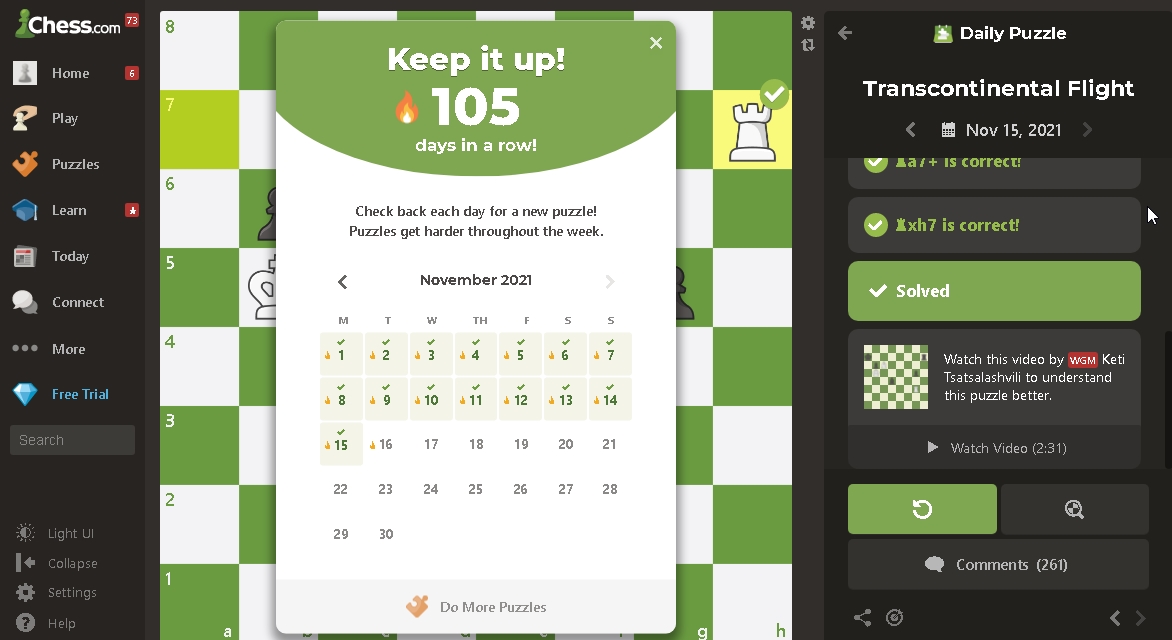 Chess.com
73
Home
6
Play
Puzzles
Learn
Today
Connect
More
Free Trial
Search
Light UI
Collapse
Settings
Help
8
7
6
5
4
3
2
1
a
g
h
Keep it up!
105
days in a row!
Check back each day for a new puzzle!
Puzzles get harder throughout the week.
November 2021
M T W TH F S S
1 2 3 4 5 6 7
8 9 10 11 12 13 14
15 16 17 18 19 20 21
22 23 24 25 26 27 28
29 30
Do More Puzzles
Daily Puzzle
Transcontinental Flight
Nov 15, 2021
♜a7+ is correct!
♜xh7 is correct!
Solved
Watch this video by WGM Keti
Tsatsalashvili to understand
this puzzle better.
Watch Video (2:31)
Comments (261)